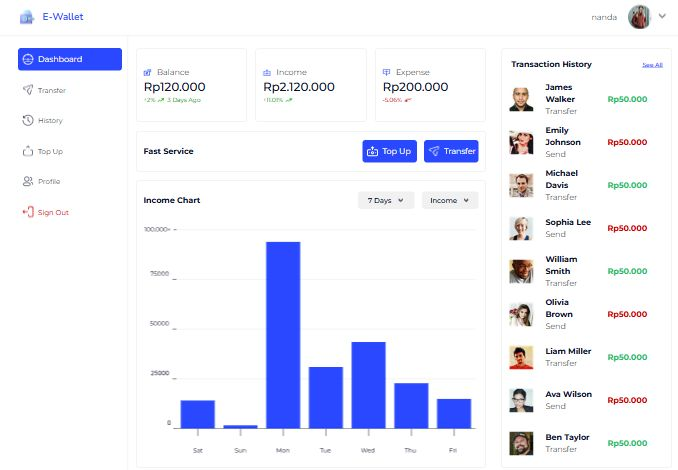 E-Wallet
nanda
Dashboard
Transfer
History
Top Up
Profile
Sign Out
Balance
Rp120.000
+2% 3 Days Ago
Income
Rp2.120.000
+11.01%
Expense
Rp200.000
-5.06%
Fast Service
Top Up
Transfer
Income Chart
7 Days
Income
100.000
75000
50000
25000
0
Sat Sun Mon Tue Wed Thu Fri
Transaction History
See All
James
Walker
Transfer
Rp50.000
Emily
Johnson
Send
Rp50.000
Michael
Davis
Transfer
Rp50.000
Sophia Lee
Send
Rp50.000
William
Smith
Transfer
Rp50.000
Olivia
Brown
Send
Rp50.000
Liam Miller
Transfer
Rp50.000
Ava Wilson
Send
Rp50.000
Ben Taylor
Transfer
Rp50.000